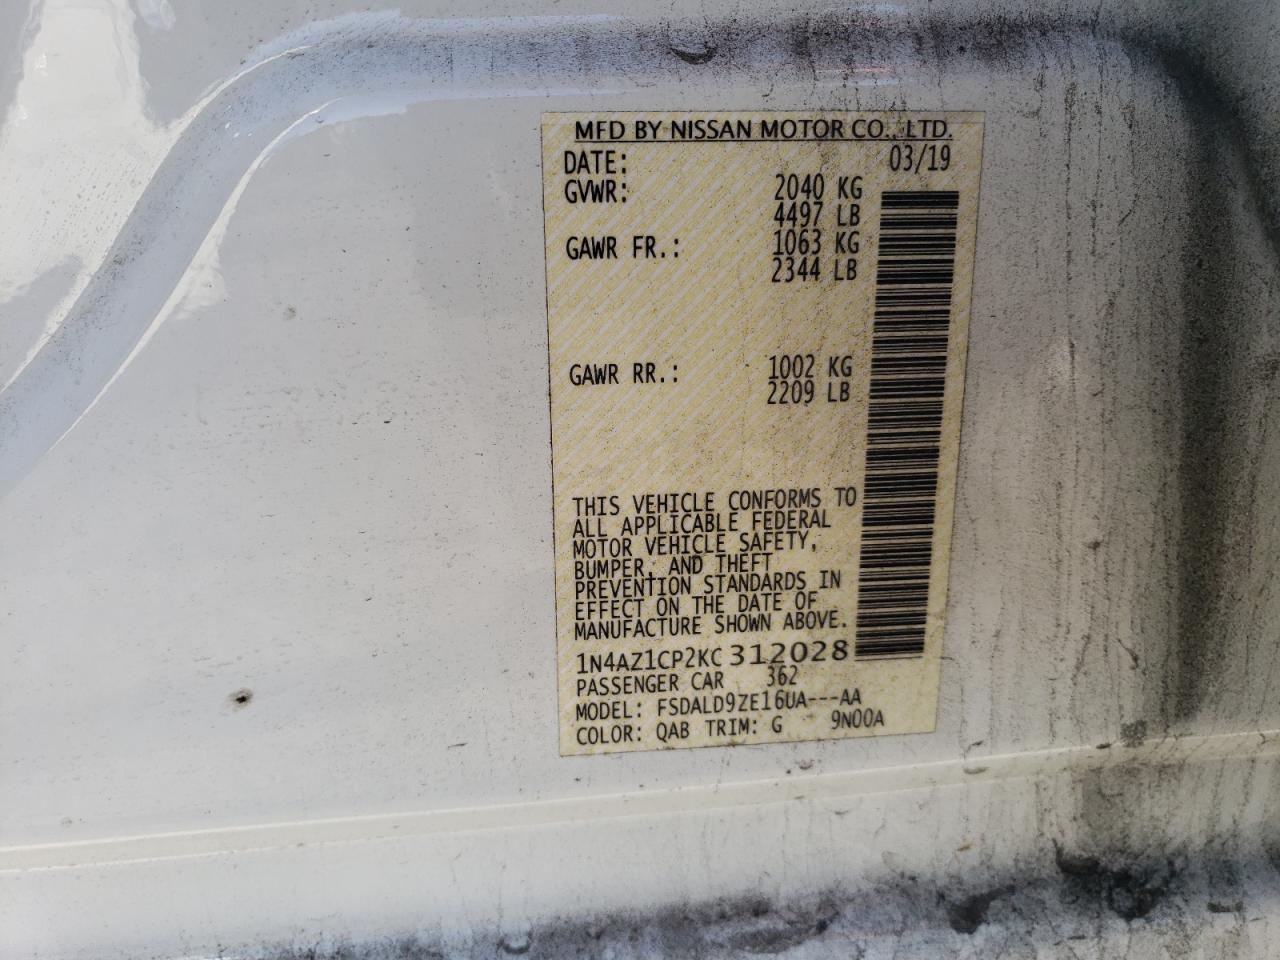 MFD BY NISSAN MOTOR CO., LTD.
DATE: 03/19
GVWR: 2040 KG
4497 LB
GAWR FR.: 1063 KG
2344 LB
GAWR RR.: 1002 KG
2209 LB
THIS VEHICLE CONFORMS TO
ALL APPLICABLE FEDERAL
MOTOR VEHICLE SAFETY,
BUMPER, AND THEFT
PREVENTION STANDARDS IN
EFFECT ON THE DATE OF
MANUFACTURE SHOWN ABOVE.
1N4AZ1CP2KC312028
PASSENGER CAR 362
MODEL: FSDALD9ZE16UA---AA
COLOR: QAB TRIM: G 9N00A